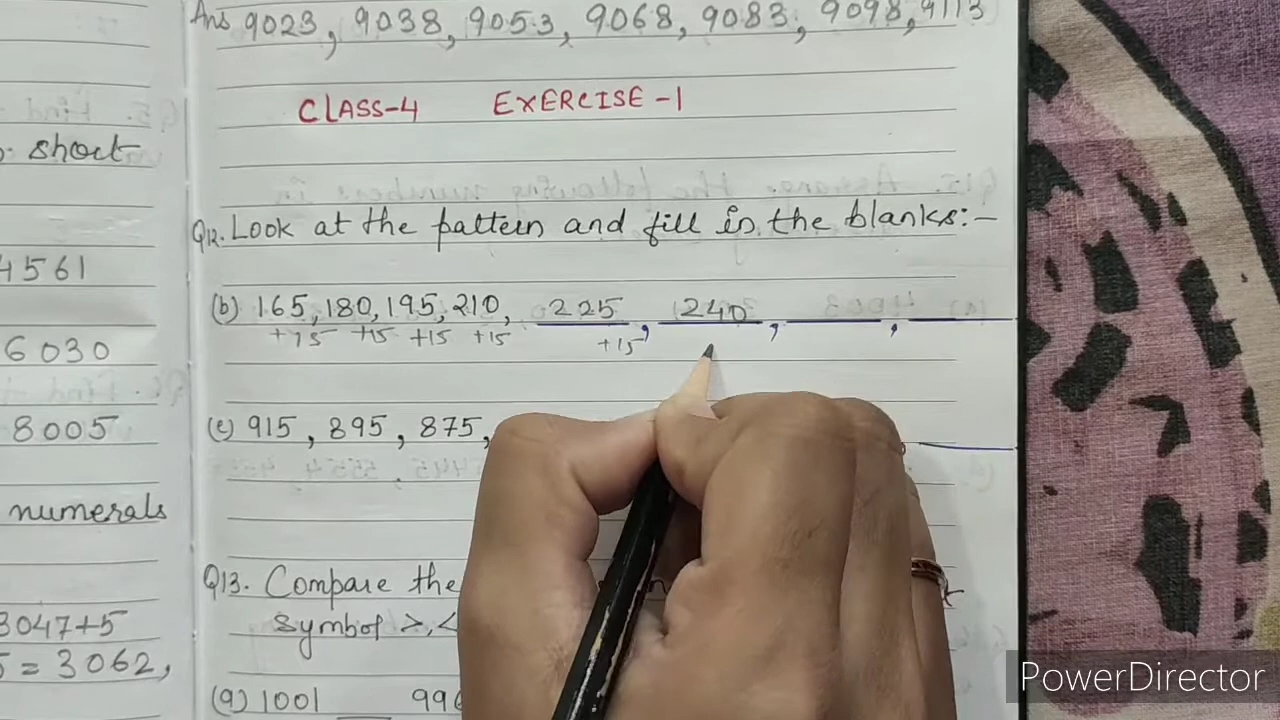 Ans 9023, 9038, 9053, 9068, 9083, 9098, 9113
CLASS-4 EXERCISE-1
short
Q12. Look at the pattern and fill in the blanks:-
4561
(b) 165, 180, 195, 210, 225, 240, ,
+15 +15 +15 +15 +15
6030
8005
(c) 915, 895, 875,
numerals
Q13. Compare the
symbol >, <
3047+5
= 3062,
(a) 1001 996
PowerDirector